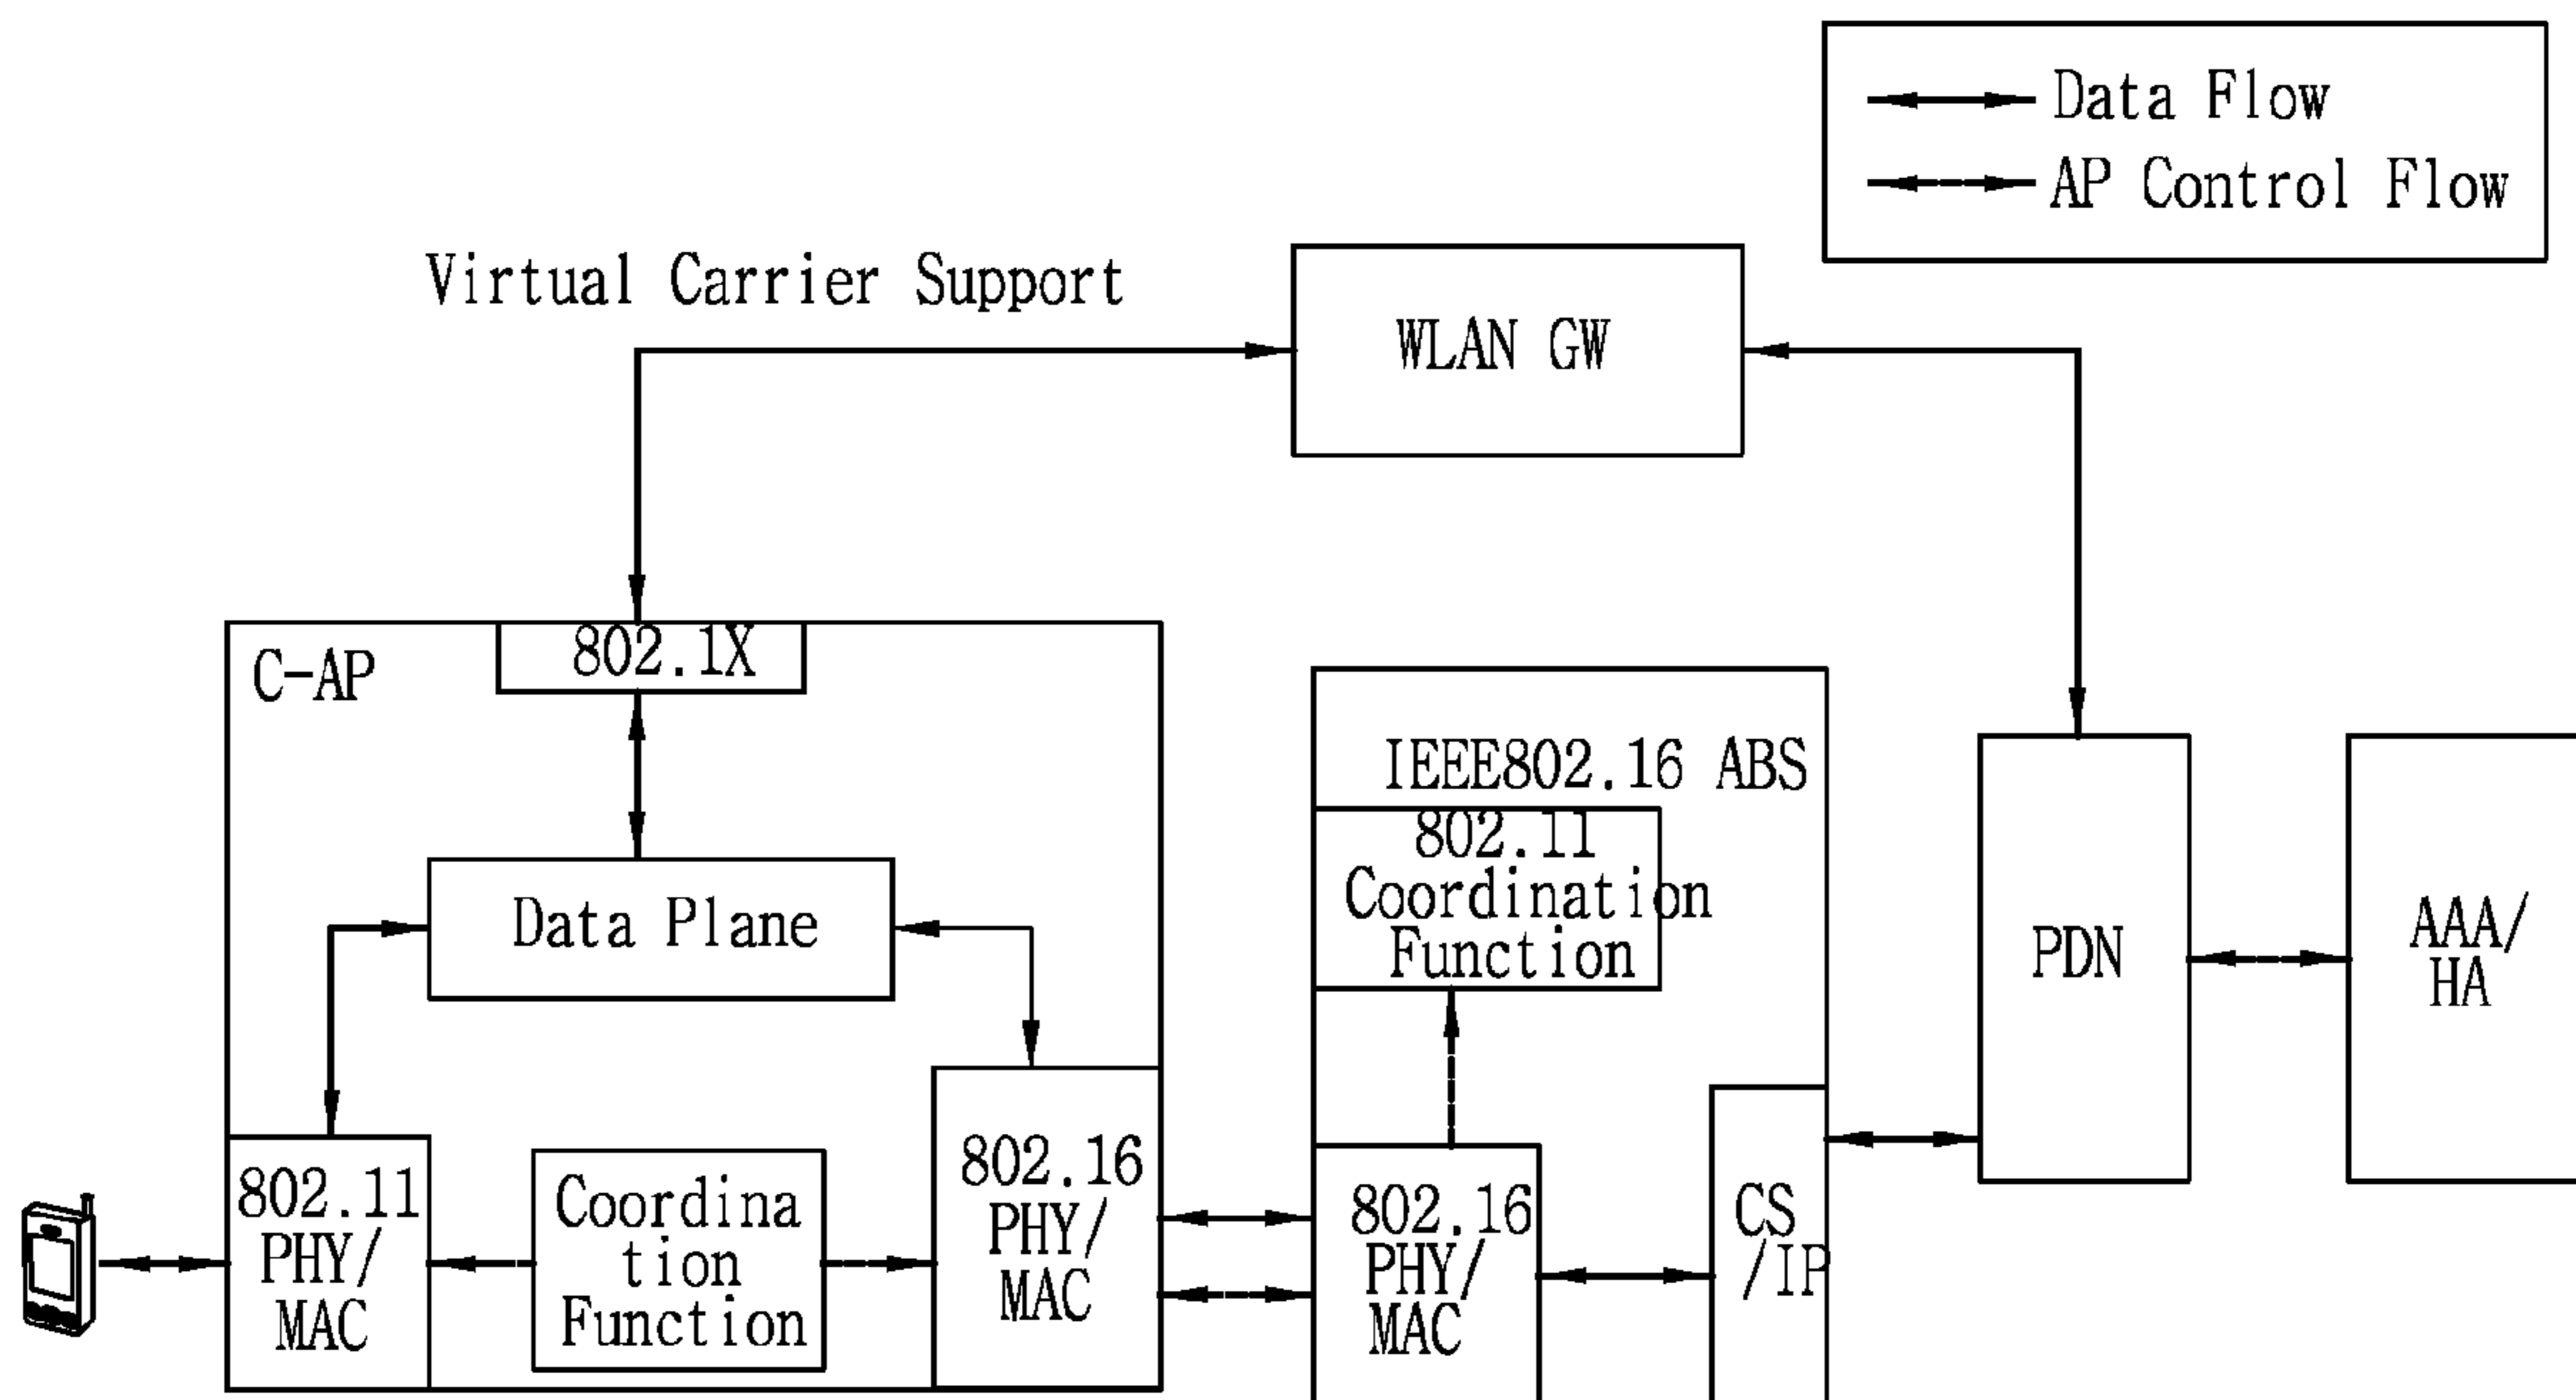 Data Flow
AP Control Flow
Virtual Carrier Support
WLAN GW
C-AP
802.1X
Data Plane
802.11
PHY/
MAC
Coordina
tion
Function
802.16
PHY/
MAC
IEEE802.16 ABS
802.11
Coordination
Function
802.16
PHY/
MAC
CS
/IP
PDN
AAA/
HA